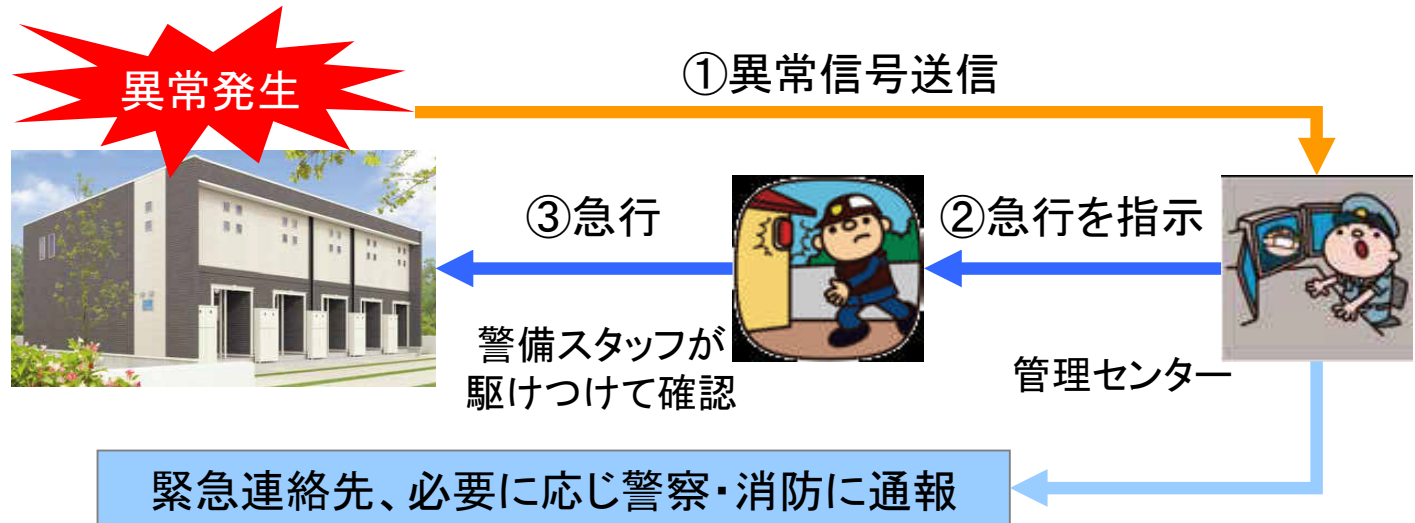 異常発生
①異常信号送信
③急行
②急行を指示
警備スタッフが
駆けつけて確認
管理センター
緊急連絡先、必要に応じ警察・消防に通報